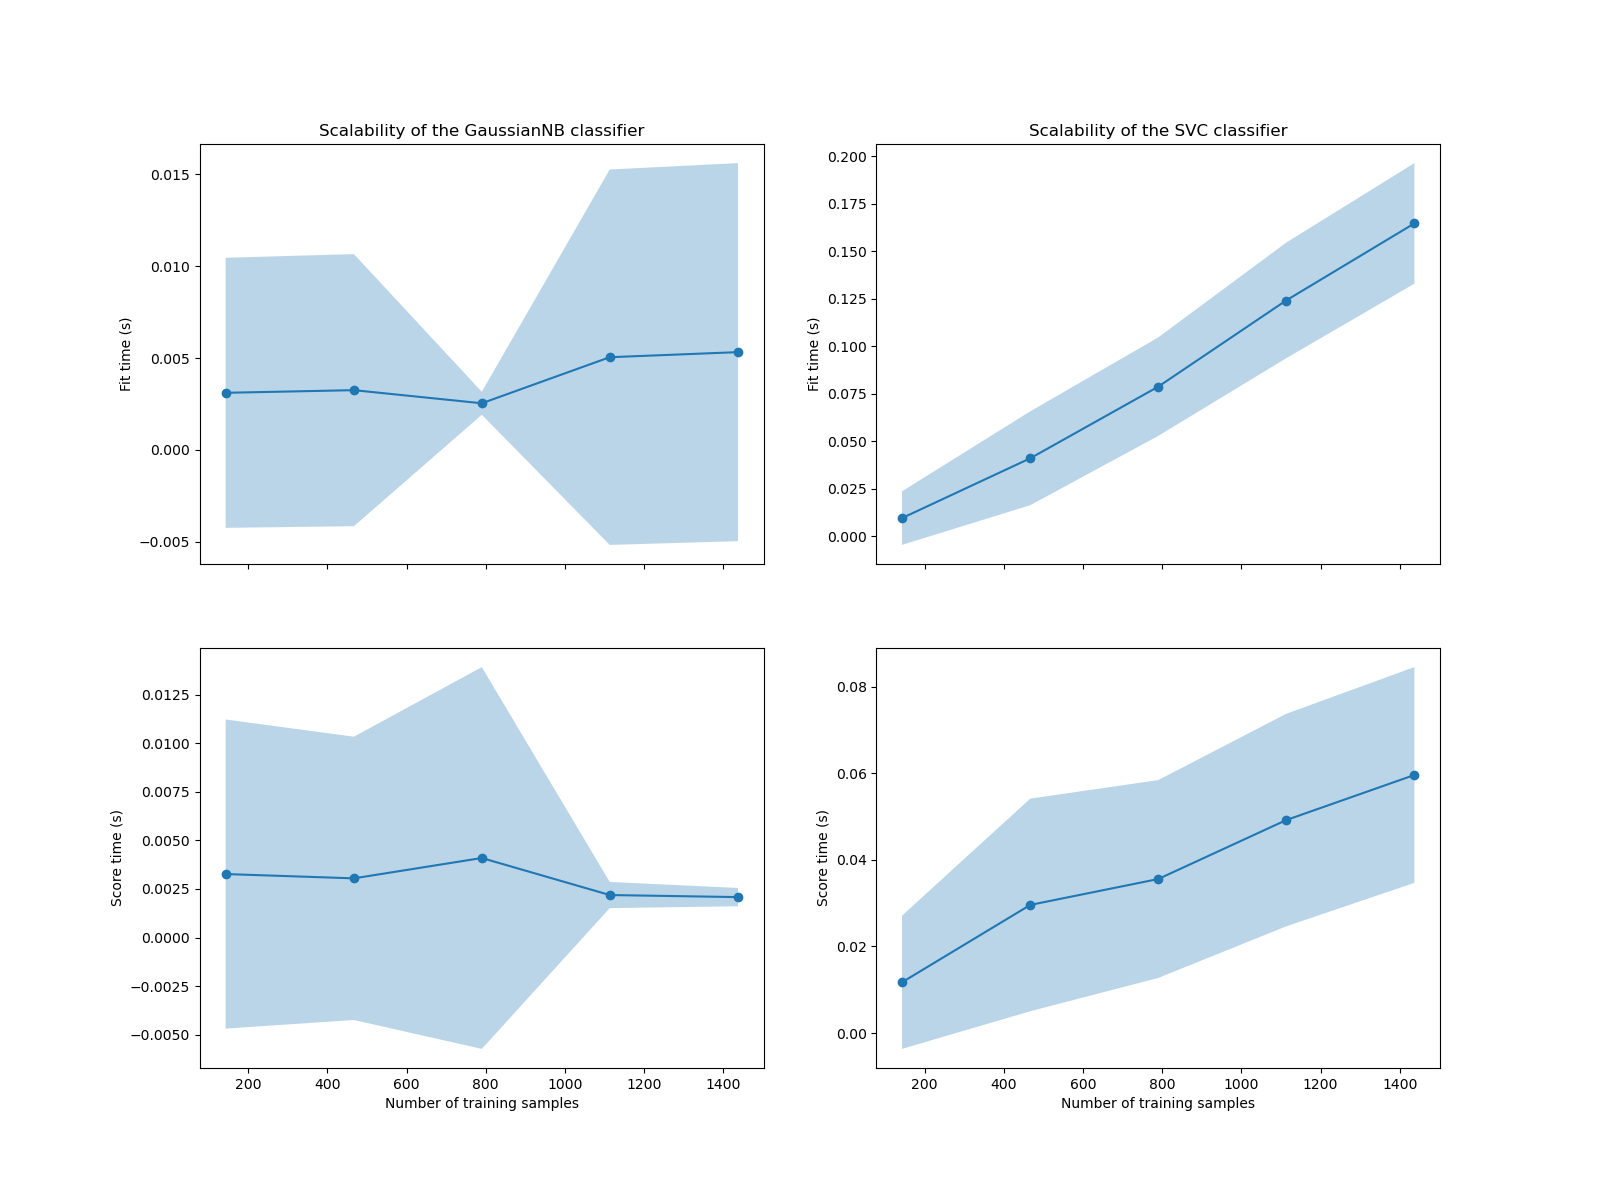 Scalability of the GaussianNB classifier
0.015
0.010
0.005
0.000
−0.005
Fit time (s)
Scalability of the SVC classifier
0.200
0.175
0.150
0.125
0.100
0.075
0.050
0.025
0.000
Fit time (s)
0.0125
0.0100
0.0075
0.0050
0.0025
0.0000
−0.0025
−0.0050
Score time (s)
200 400 600 800 1000 1200 1400
Number of training samples
0.08
0.06
0.04
0.02
0.00
Score time (s)
200 400 600 800 1000 1200 1400
Number of training samples